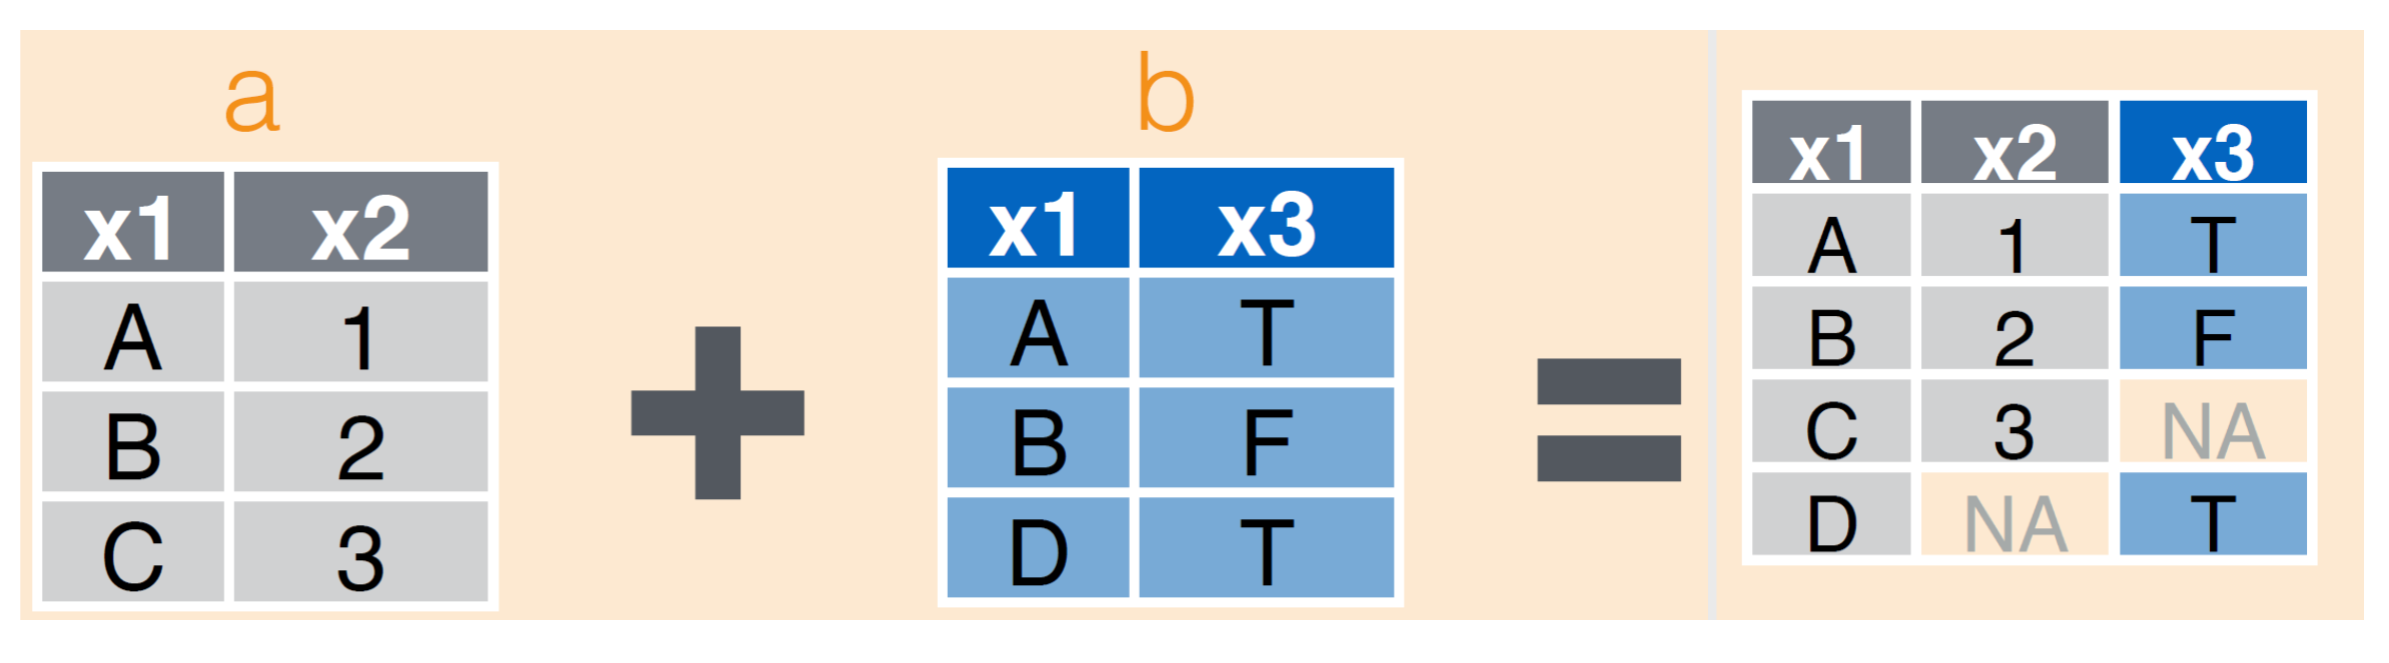 a
x1 x2
A 1
B 2
C 3
+
b
x1 x3
A T
B F
D T
=
x1 x2 x3
A 1 T
B 2 F
C 3 NA
D NA T